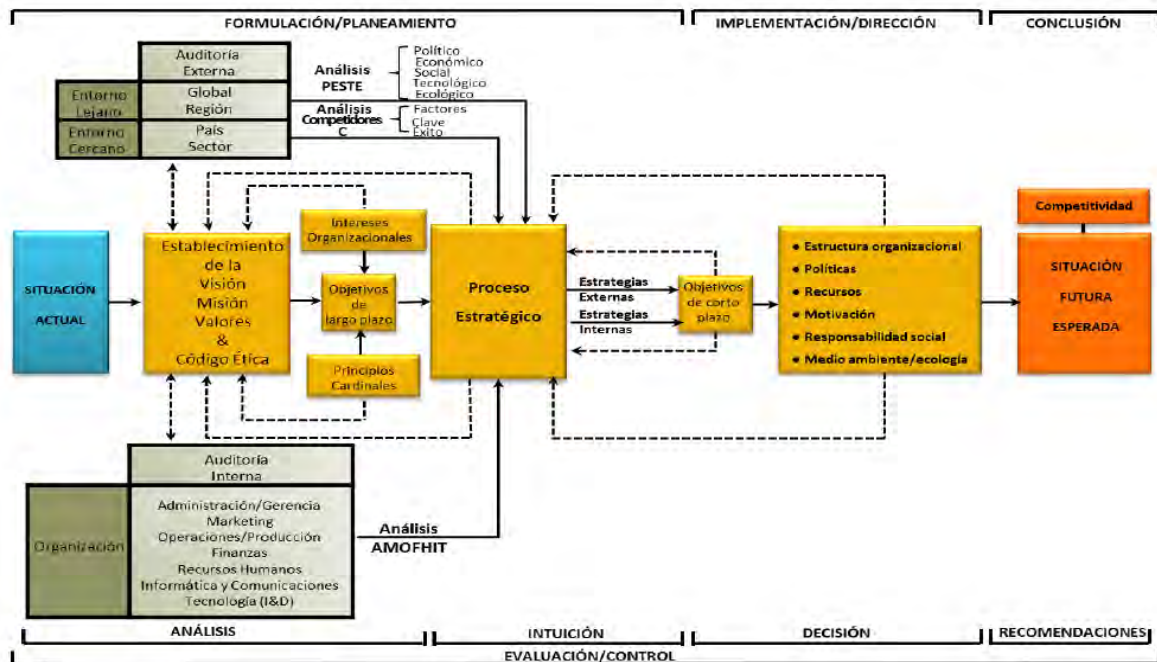 FORMULACIÓN/PLANEAMIENTO
IMPLEMENTACIÓN/DIRECCIÓN
CONCLUSIÓN
Auditoría
Externa
Entorno
Lejano
Global
Región
Entorno
Cercano
País
Sector
Análisis
PESTE
Político
Económico
Social
Tecnológico
Ecológico
Análisis
Competidores
C
Factores
Clave
Éxito
SITUACIÓN
ACTUAL
Establecimiento
de la
Visión
Misión
Valores
&
Código Ética
Intereses
Organizacionales
Objetivos
de
largo plazo
Principios
Cardinales
Proceso
Estratégico
Estrategias
Externas
Estrategias
Internas
Objetivos
de corto
plazo
• Estructura organizacional
• Políticas
• Recursos
• Motivación
• Responsabilidad social
• Medio ambiente/ecología
Competitividad
SITUACIÓN
FUTURA
ESPERADA
Auditoría
Interna
Organización
Administración/Gerencia
Marketing
Operaciones/Producción
Finanzas
Recursos Humanos
Informática y Comunicaciones
Tecnología (I&D)
Análisis
AMOFHIT
ANÁLISIS
INTUICIÓN
DECISIÓN
RECOMENDACIONES
EVALUACIÓN/CONTROL